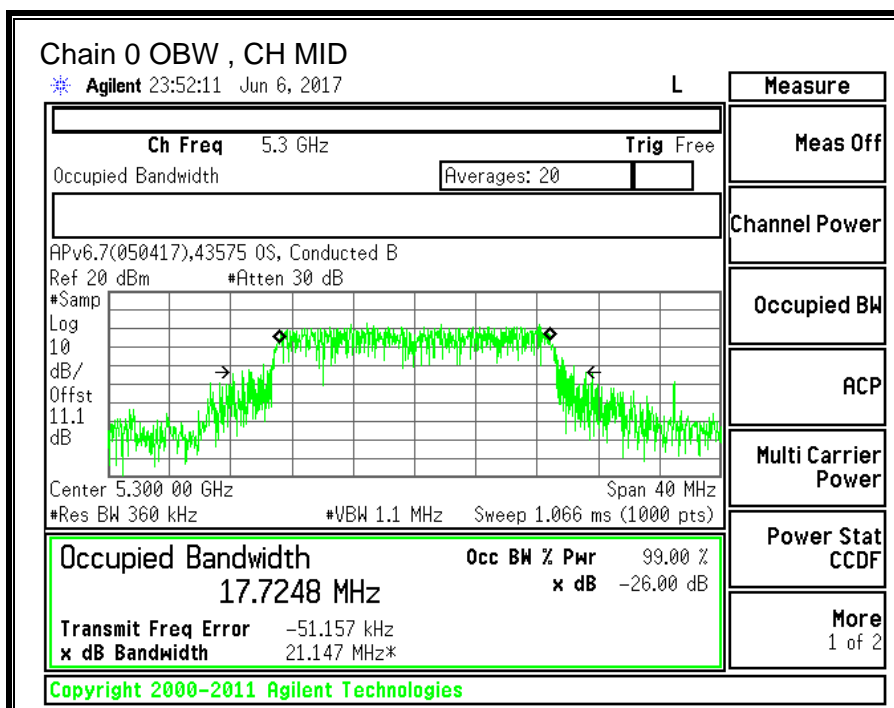 Chain 0 OBW , CH MID
Agilent 23:52:11 Jun 6, 2017 L
Measure
Ch Freq 5.3 GHz Trig Free
Occupied Bandwidth Averages: 20
Meas Off
Channel Power
APv6.7(050417),43575 OS, Conducted B
Ref 20 dBm #Atten 30 dB
#Samp
Log
10
dB/
Offst
11.1
dB
Occupied BW
ACP
Center 5.300 00 GHz Span 40 MHz
#Res BW 360 kHz #VBW 1.1 MHz Sweep 1.066 ms (1000 pts)
Multi Carrier
Power
Occupied Bandwidth Occ BW % Pwr 99.00 %
17.7248 MHz x dB -26.00 dB
Transmit Freq Error -51.157 kHz
x dB Bandwidth 21.147 MHz*
Power Stat
CCDF
More
1 of 2
Copyright 2000-2011 Agilent Technologies